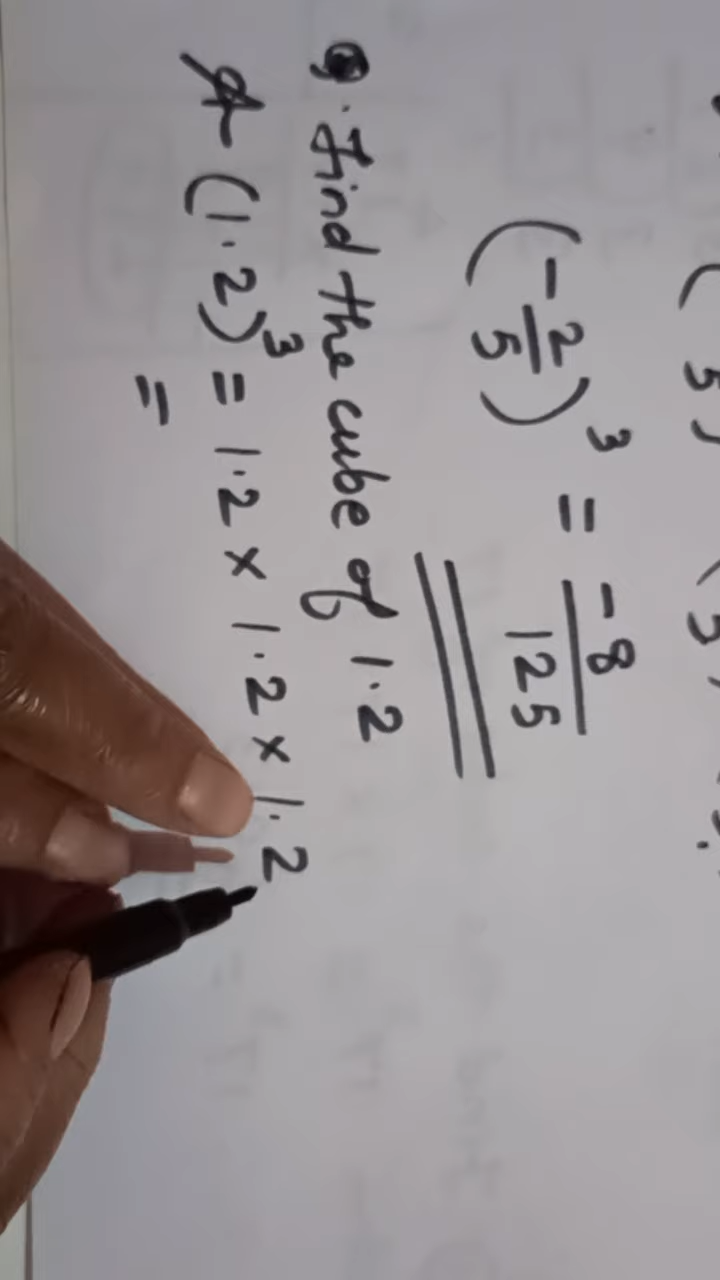 (-2/5)³ = -8/125
Q. Find the cube of 1.2
A (1.2)³ = 1.2 × 1.2 × 1.2
=